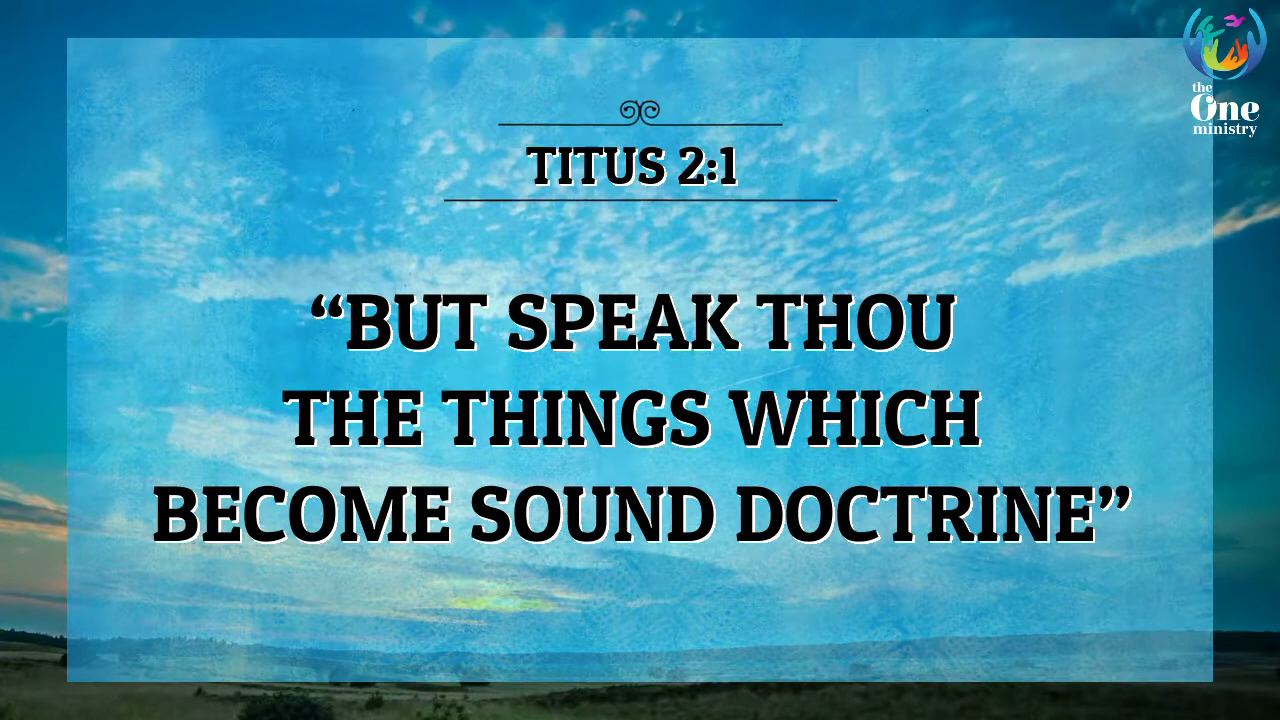 the
One
ministry
TITUS 2:1
“BUT SPEAK THOU
THE THINGS WHICH
BECOME SOUND DOCTRINE”